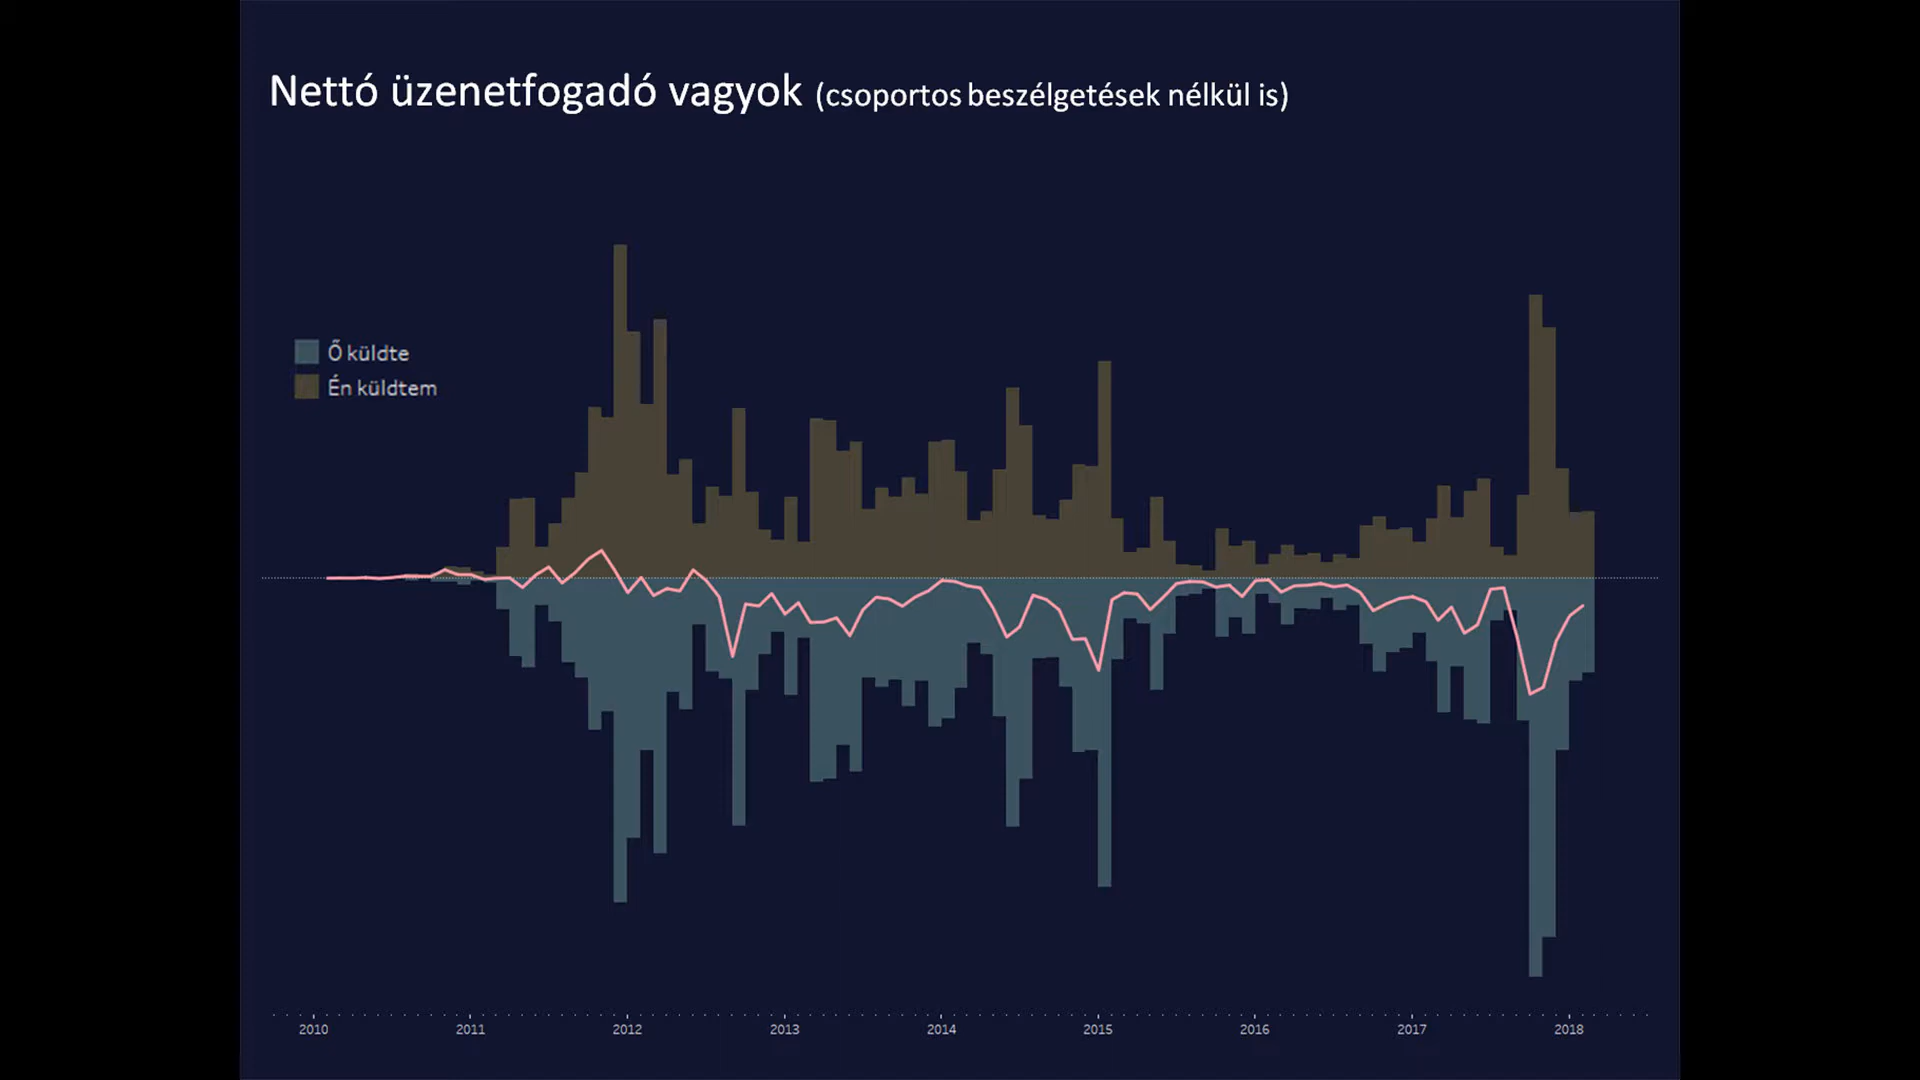 Nettó üzenetfogadó vagyok (csoportos beszélgetések nélkül is)
Ő küldte
Én küldtem
2010 2011 2012 2013 2014 2015 2016 2017 2018